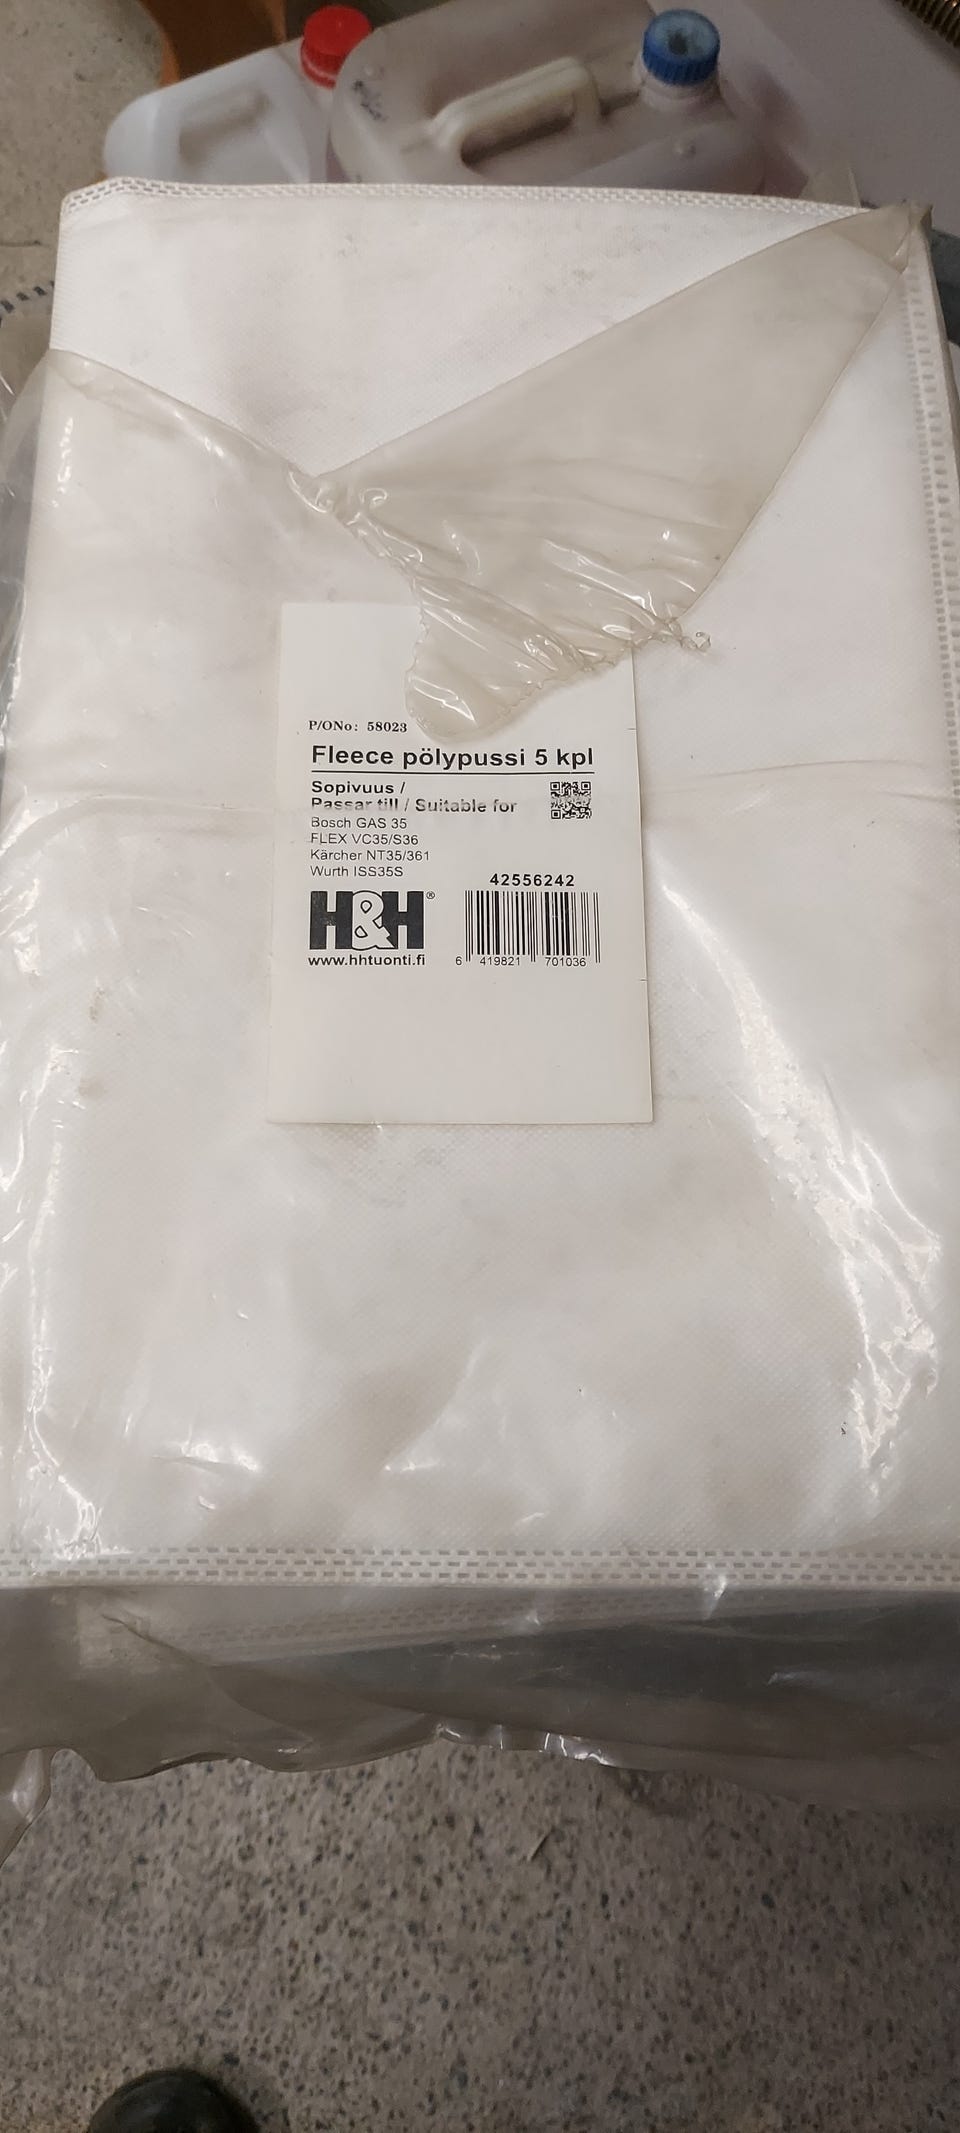 P/ONo: 58023
Fleece pölypussi 5 kpl
Sopivuus /
Passar till / Suitable for
Bosch GAS 35
FLEX VC35/S36
Kärcher NT35/361
Wurth ISS35S
42556242
H&H®
www.hhtuonti.fi
6 419821 701036